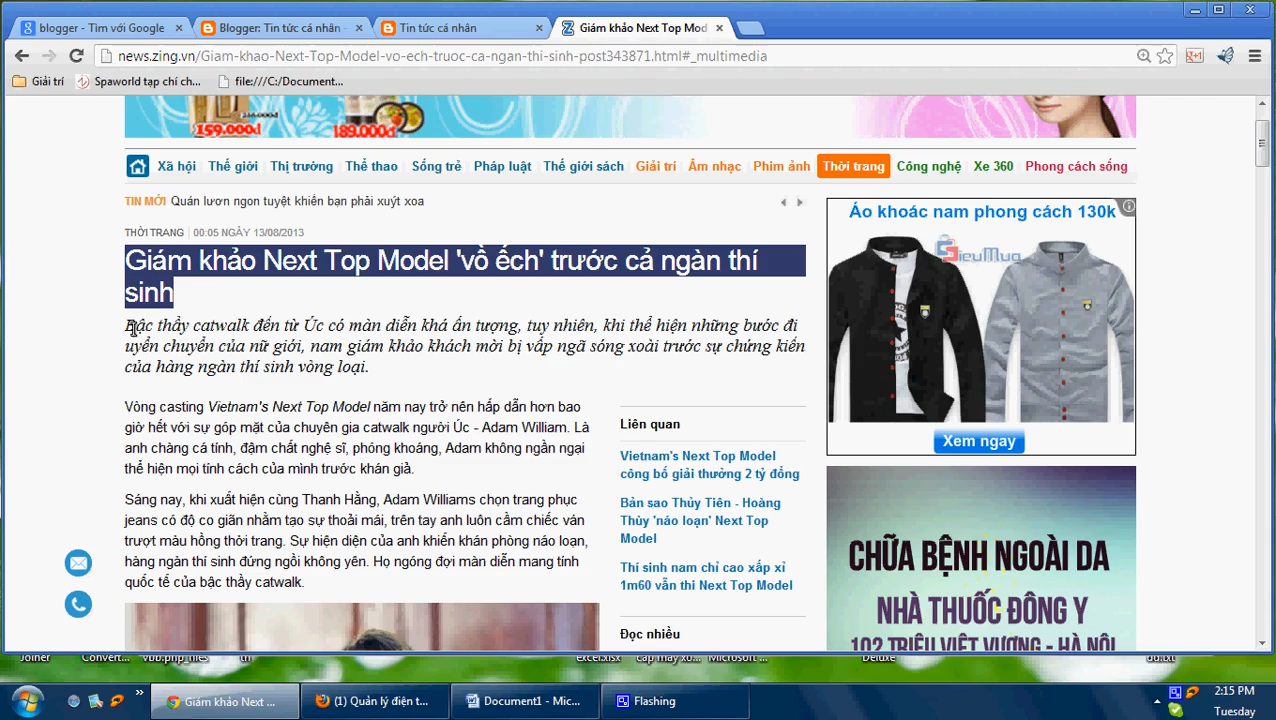 blogger - Tìm với Google
Blogger: Tin tức cá nhân -
Tin tức cá nhân
Giám khảo Next Top Mod
news.zing.vn/Giam-khao-Next-Top-Model-vo-ech-truoc-ca-ngan-thi-sinh-post343871.html#_multimedia
Giải trí
Spaworld tạp chí ch...
file:///C:/Document...
159.000đ
189.000đ
Xã hội Thế giới Thị trường Thể thao Sống trẻ Pháp luật Thế giới sách Giải trí Âm nhạc Phim ảnh Thời trang Công nghệ Xe 360 Phong cách sống
TIN MỚI Quán lươn ngon tuyệt khiến bạn phải xuýt xoa
THỜI TRANG 00:05 NGÀY 13/08/2013
Giám khảo Next Top Model 'vồ ếch' trước cả ngàn thí
sinh
Bậc thầy catwalk đến từ Úc có màn diễn khá ấn tượng, tuy nhiên, khi thể hiện những bước đi
uyển chuyển của nữ giới, nam giám khảo khách mời bị vấp ngã sóng xoài trước sự chứng kiến
của hàng ngàn thí sinh vòng loại.
Vòng casting Vietnam's Next Top Model năm nay trở nên hấp dẫn hơn bao
giờ hết với sự góp mặt của chuyên gia catwalk người Úc - Adam William. Là
anh chàng cá tính, đậm chất nghệ sĩ, phóng khoáng, Adam không ngần ngại
thể hiện mọi tính cách của mình trước khán giả.
Sáng nay, khi xuất hiện cùng Thanh Hằng, Adam Williams chọn trang phục
jeans có độ co giãn nhằm tạo sự thoải mái, trên tay anh luôn cầm chiếc ván
trượt màu hồng thời trang. Sự hiện diện của anh khiến khán phòng náo loạn,
hàng ngàn thí sinh đứng ngồi không yên. Họ ngóng đợi màn diễn mang tính
quốc tế của bậc thầy catwalk.
Liên quan
Vietnam's Next Top Model
công bố giải thưởng 2 tỷ đồng
Bản sao Thủy Tiên - Hoàng
Thùy 'náo loạn' Next Top
Model
Thí sinh nam chỉ cao xấp xỉ
1m60 vẫn thi Next Top Model
Đọc nhiều
Áo khoác nam phong cách 130k
SieuMua
Xem ngay
CHỮA BỆNH NGOÀI DA
NHÀ THUỐC ĐÔNG Y
102 TRIỆU VIỆT VƯƠNG - HÀ NỘI
Joiner
Convert...
vbb.php_files
excel.xlsx
Microsoft ...
Deluxe
Giám khảo Next ...
(1) Quản lý điện t...
Document1 - Mic...
Flashing
2:15 PM
Tuesday